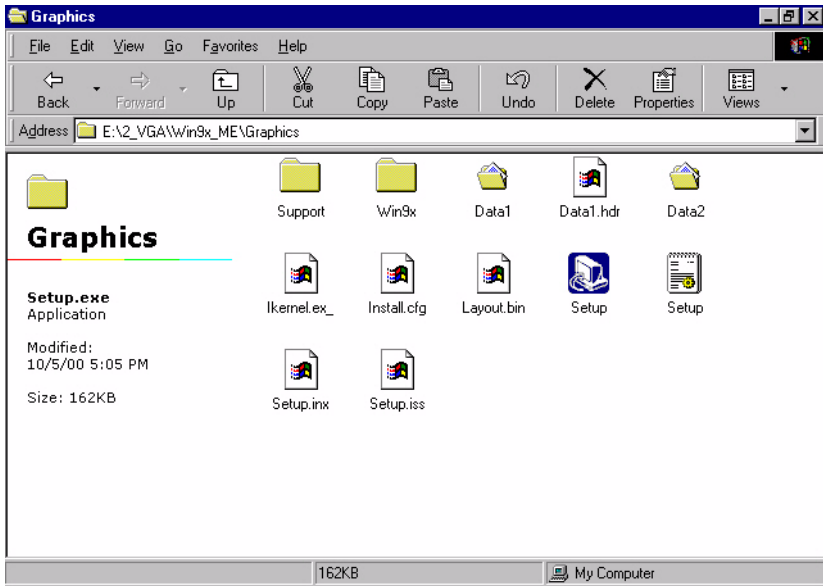 Graphics
File Edit View Go Favorites Help
Back Forward Up Cut Copy Paste Undo Delete Properties Views
Address E:\2_VGA\Win9x_ME\Graphics
Graphics
Setup.exe
Application
Modified:
10/5/00 5:05 PM
Size: 162KB
Support Win9x Data1 Data1.hdr Data2
Ikernel.ex_ Install.cfg Layout.bin Setup Setup
Setup.inx Setup.iss
162KB My Computer